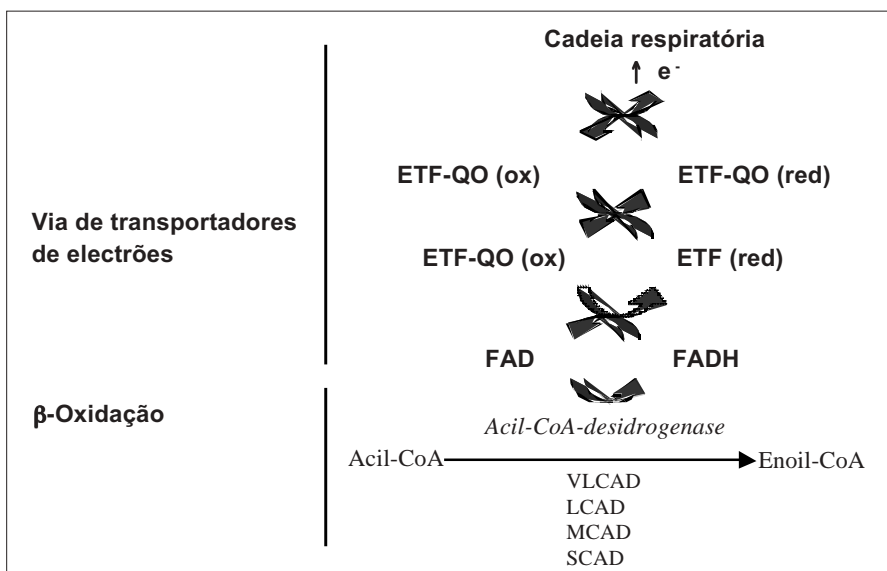 Cadeia respiratória
e -
ETF-QO (ox) ETF-QO (red)
Via de transportadores
de electrões
ETF-QO (ox) ETF (red)
FAD FADH
β-Oxidação
Acil-CoA-desidrogenase
Acil-CoA Enoil-CoA
VLCAD
LCAD
MCAD
SCAD